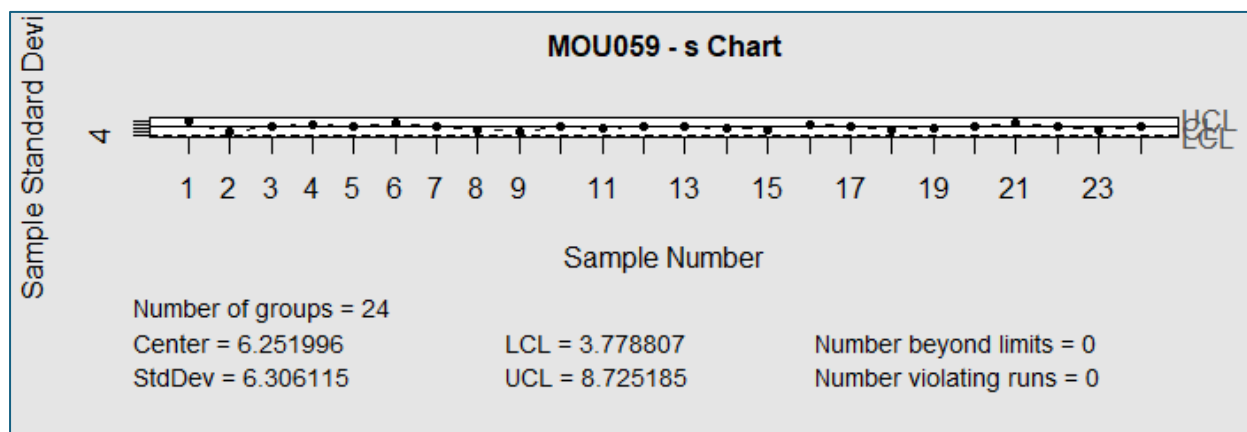 MOU059 - s Chart
Sample Standard Devi
4
UCL
LCL
1 2 3 4 5 6 7 8 9 11 13 15 17 19 21 23
Sample Number
Number of groups = 24
Center = 6.251996 LCL = 3.778807 Number beyond limits = 0
StdDev = 6.306115 UCL = 8.725185 Number violating runs = 0